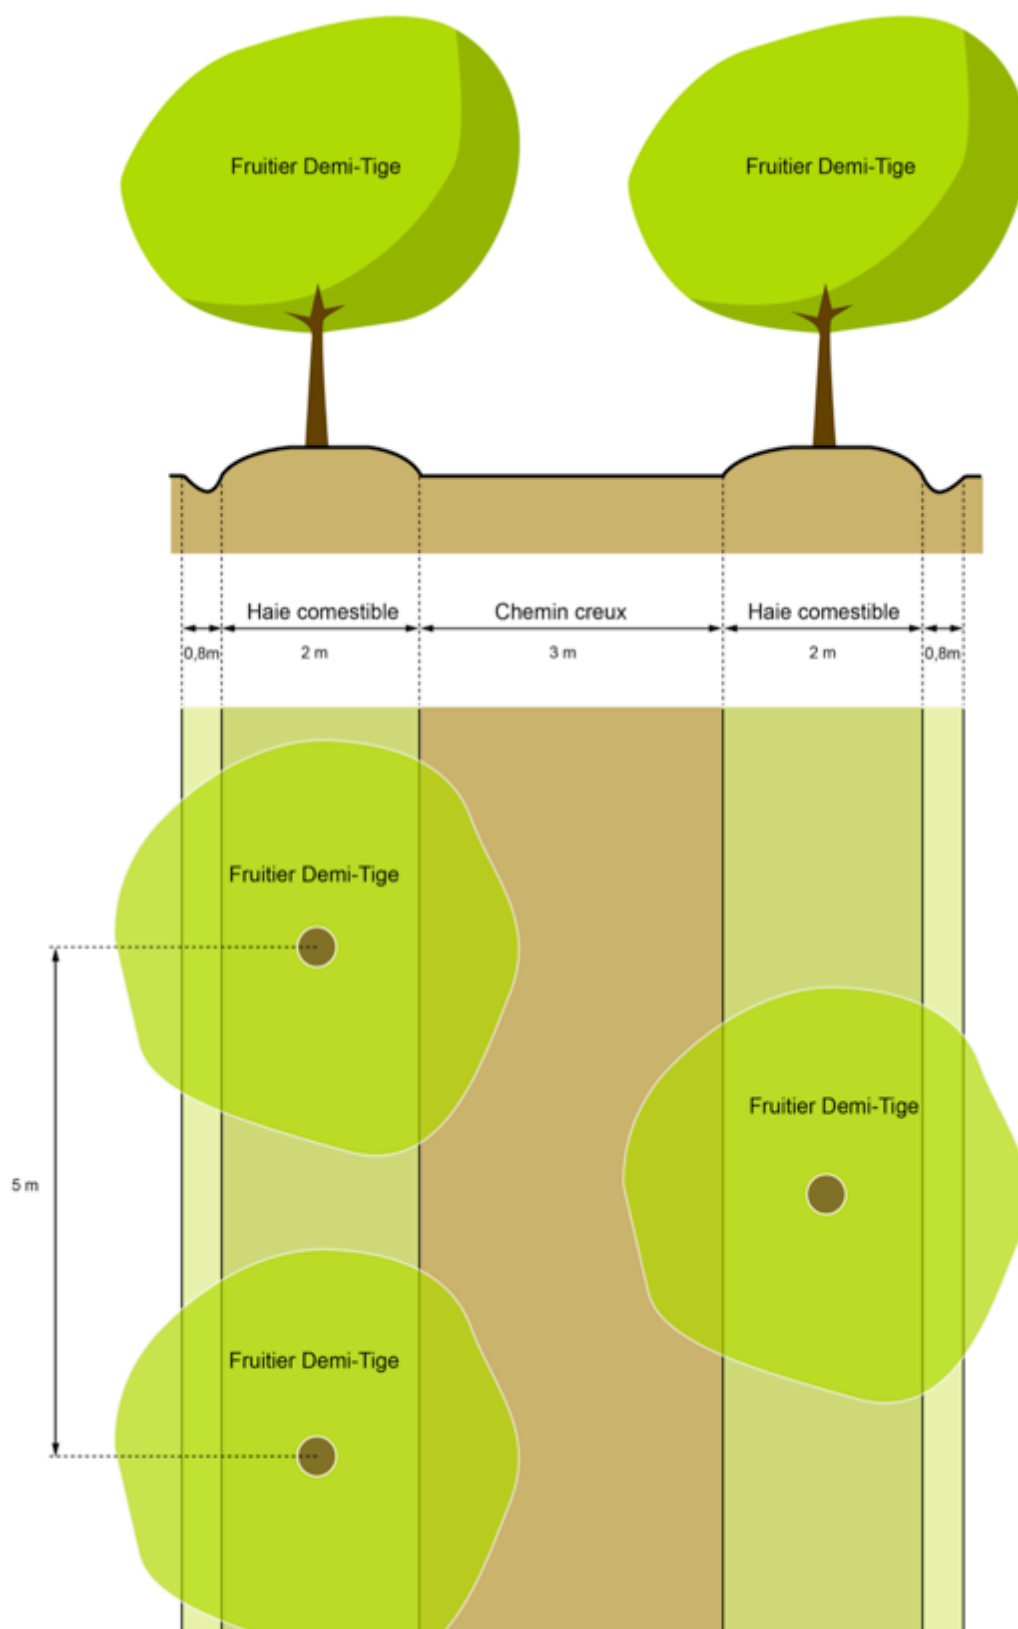 Fruitier Demi-Tige
Fruitier Demi-Tige
Haie comestible
Chemin creux
Haie comestible
0,8m
2 m
3 m
2 m
0,8m
Fruitier Demi-Tige
Fruitier Demi-Tige
5 m
Fruitier Demi-Tige